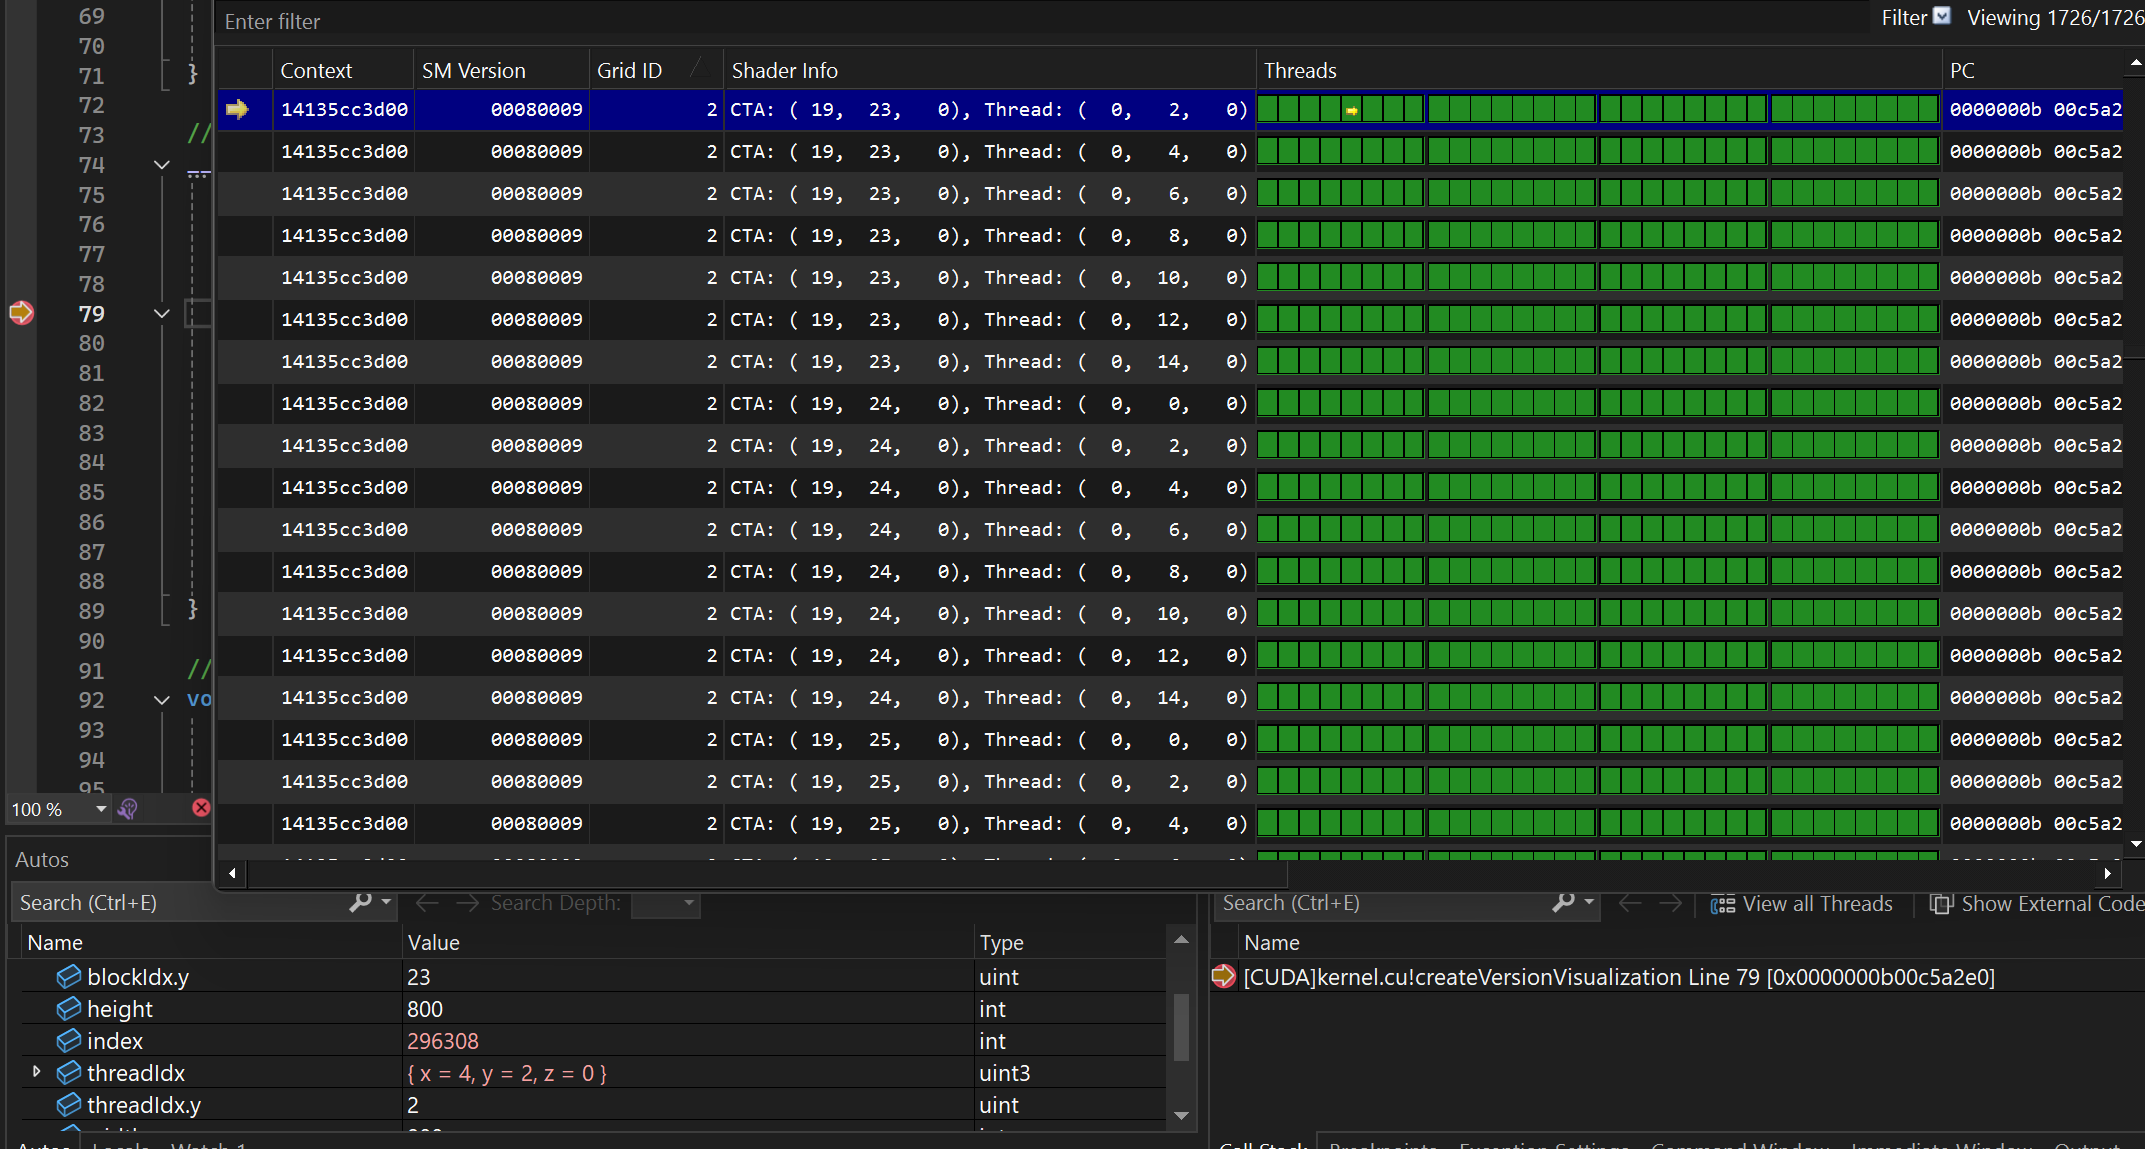 Enter filter
Filter Viewing 1726/1726
Context SM Version Grid ID Shader Info Threads PC
14135cc3d00 00080009 2 CTA: ( 19, 23, 0), Thread: ( 0, 2, 0) 0000000b 00c5a2
14135cc3d00 00080009 2 CTA: ( 19, 23, 0), Thread: ( 0, 4, 0) 0000000b 00c5a2
14135cc3d00 00080009 2 CTA: ( 19, 23, 0), Thread: ( 0, 6, 0) 0000000b 00c5a2
14135cc3d00 00080009 2 CTA: ( 19, 23, 0), Thread: ( 0, 8, 0) 0000000b 00c5a2
14135cc3d00 00080009 2 CTA: ( 19, 23, 0), Thread: ( 0, 10, 0) 0000000b 00c5a2
14135cc3d00 00080009 2 CTA: ( 19, 23, 0), Thread: ( 0, 12, 0) 0000000b 00c5a2
14135cc3d00 00080009 2 CTA: ( 19, 23, 0), Thread: ( 0, 14, 0) 0000000b 00c5a2
14135cc3d00 00080009 2 CTA: ( 19, 24, 0), Thread: ( 0, 0, 0) 0000000b 00c5a2
14135cc3d00 00080009 2 CTA: ( 19, 24, 0), Thread: ( 0, 2, 0) 0000000b 00c5a2
14135cc3d00 00080009 2 CTA: ( 19, 24, 0), Thread: ( 0, 4, 0) 0000000b 00c5a2
14135cc3d00 00080009 2 CTA: ( 19, 24, 0), Thread: ( 0, 6, 0) 0000000b 00c5a2
14135cc3d00 00080009 2 CTA: ( 19, 24, 0), Thread: ( 0, 8, 0) 0000000b 00c5a2
14135cc3d00 00080009 2 CTA: ( 19, 24, 0), Thread: ( 0, 10, 0) 0000000b 00c5a2
14135cc3d00 00080009 2 CTA: ( 19, 24, 0), Thread: ( 0, 12, 0) 0000000b 00c5a2
14135cc3d00 00080009 2 CTA: ( 19, 24, 0), Thread: ( 0, 14, 0) 0000000b 00c5a2
14135cc3d00 00080009 2 CTA: ( 19, 25, 0), Thread: ( 0, 0, 0) 0000000b 00c5a2
14135cc3d00 00080009 2 CTA: ( 19, 25, 0), Thread: ( 0, 2, 0) 0000000b 00c5a2
14135cc3d00 00080009 2 CTA: ( 19, 25, 0), Thread: ( 0, 4, 0) 0000000b 00c5a2
69
70
71 }
72
73 //
74
75
76
77
78
79
80
81
82
83
84
85
86
87
88
89 }
90
91 //
92 vo
93
94
95
100 %
Autos
Search (Ctrl+E) Search Depth:
Name Value Type
blockIdx.y 23 uint
height 800 int
index 296308 int
threadIdx { x = 4, y = 2, z = 0 } uint3
threadIdx.y 2 uint
Search (Ctrl+E) View all Threads Show External Code
Name
[CUDA]kernel.cu!createVersionVisualization Line 79 [0x0000000b00c5a2e0]
Autos Locals Watch 1
Call Stack Breakpoints Exception Settings Command Window Immediate Window Output